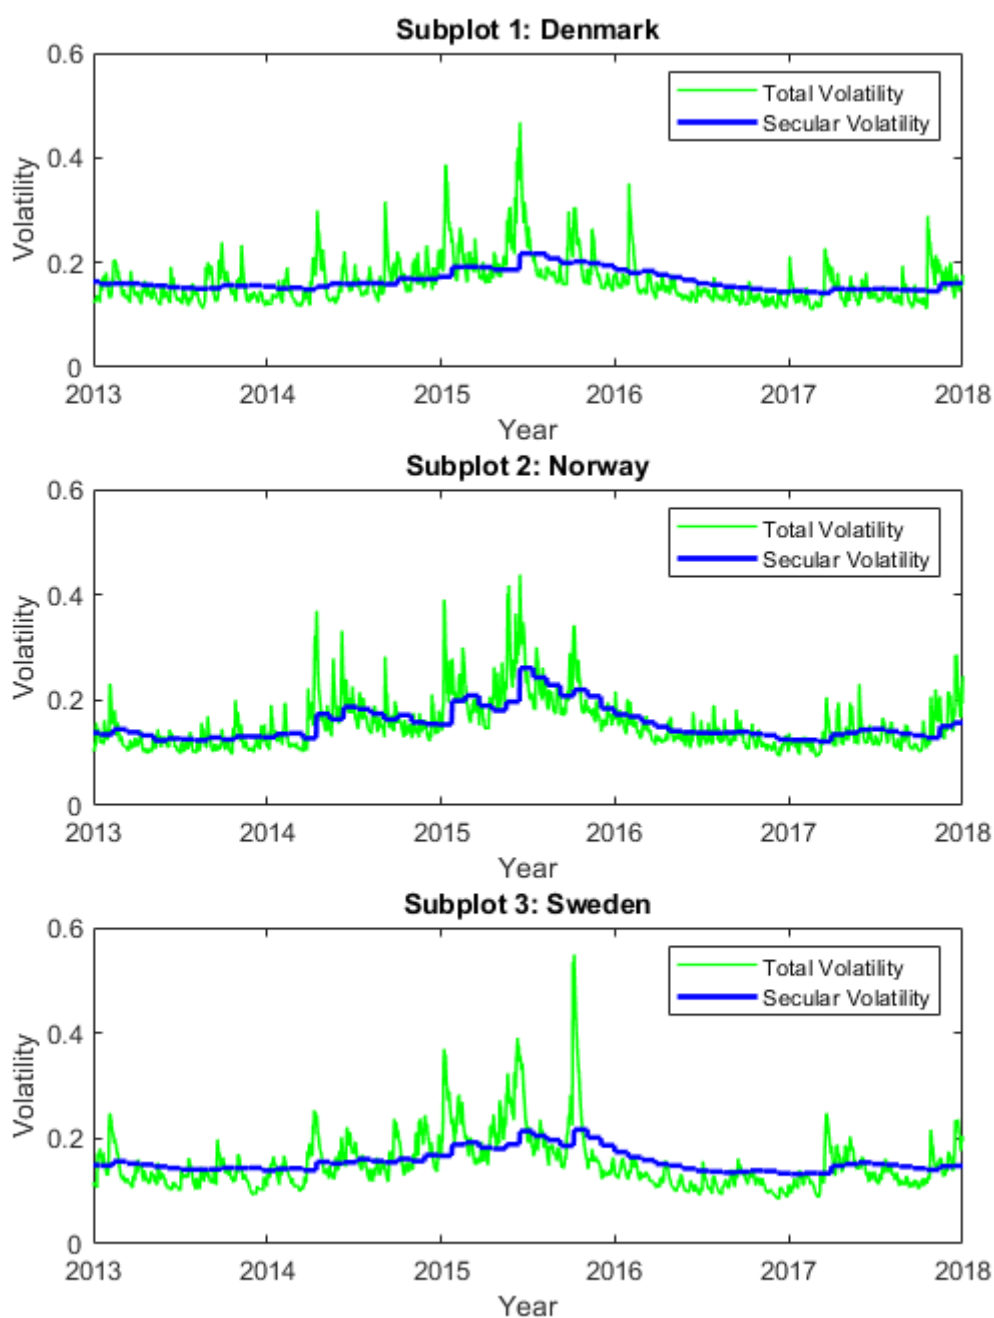 Subplot 1: Denmark
0.6
Total Volatility
Secular Volatility
0.4
Volatility
0.2
0
2013 2014 2015 2016 2017 2018
Year
Subplot 2: Norway
0.6
Total Volatility
Secular Volatility
0.4
Volatility
0.2
0
2013 2014 2015 2016 2017 2018
Year
Subplot 3: Sweden
0.6
Total Volatility
Secular Volatility
0.4
Volatility
0.2
0
2013 2014 2015 2016 2017 2018
Year